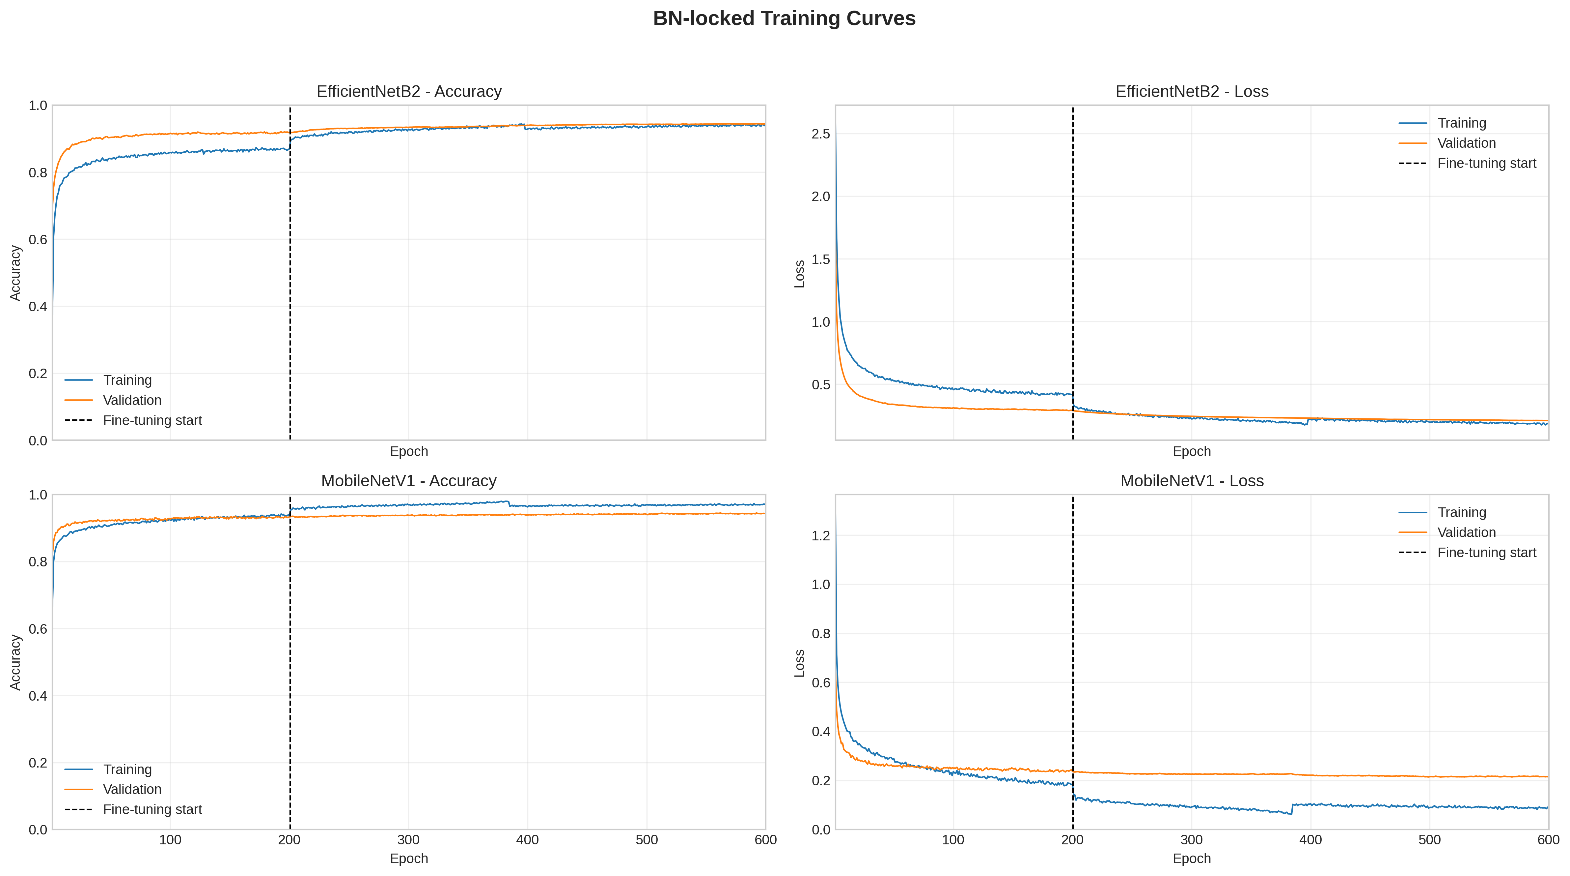 BN-locked Training Curves
EfficientNetB2 - Accuracy
1.0
0.8
0.6
0.4
0.2
0.0
Accuracy
Training
Validation
Fine-tuning start
Epoch
EfficientNetB2 - Loss
2.5
2.0
1.5
1.0
0.5
Loss
Training
Validation
Fine-tuning start
Epoch
MobileNetV1 - Accuracy
1.0
0.8
0.6
0.4
0.2
0.0
Accuracy
Training
Validation
Fine-tuning start
100 200 300 400 500 600
Epoch
MobileNetV1 - Loss
1.2
1.0
0.8
0.6
0.4
0.2
0.0
Loss
Training
Validation
Fine-tuning start
100 200 300 400 500 600
Epoch